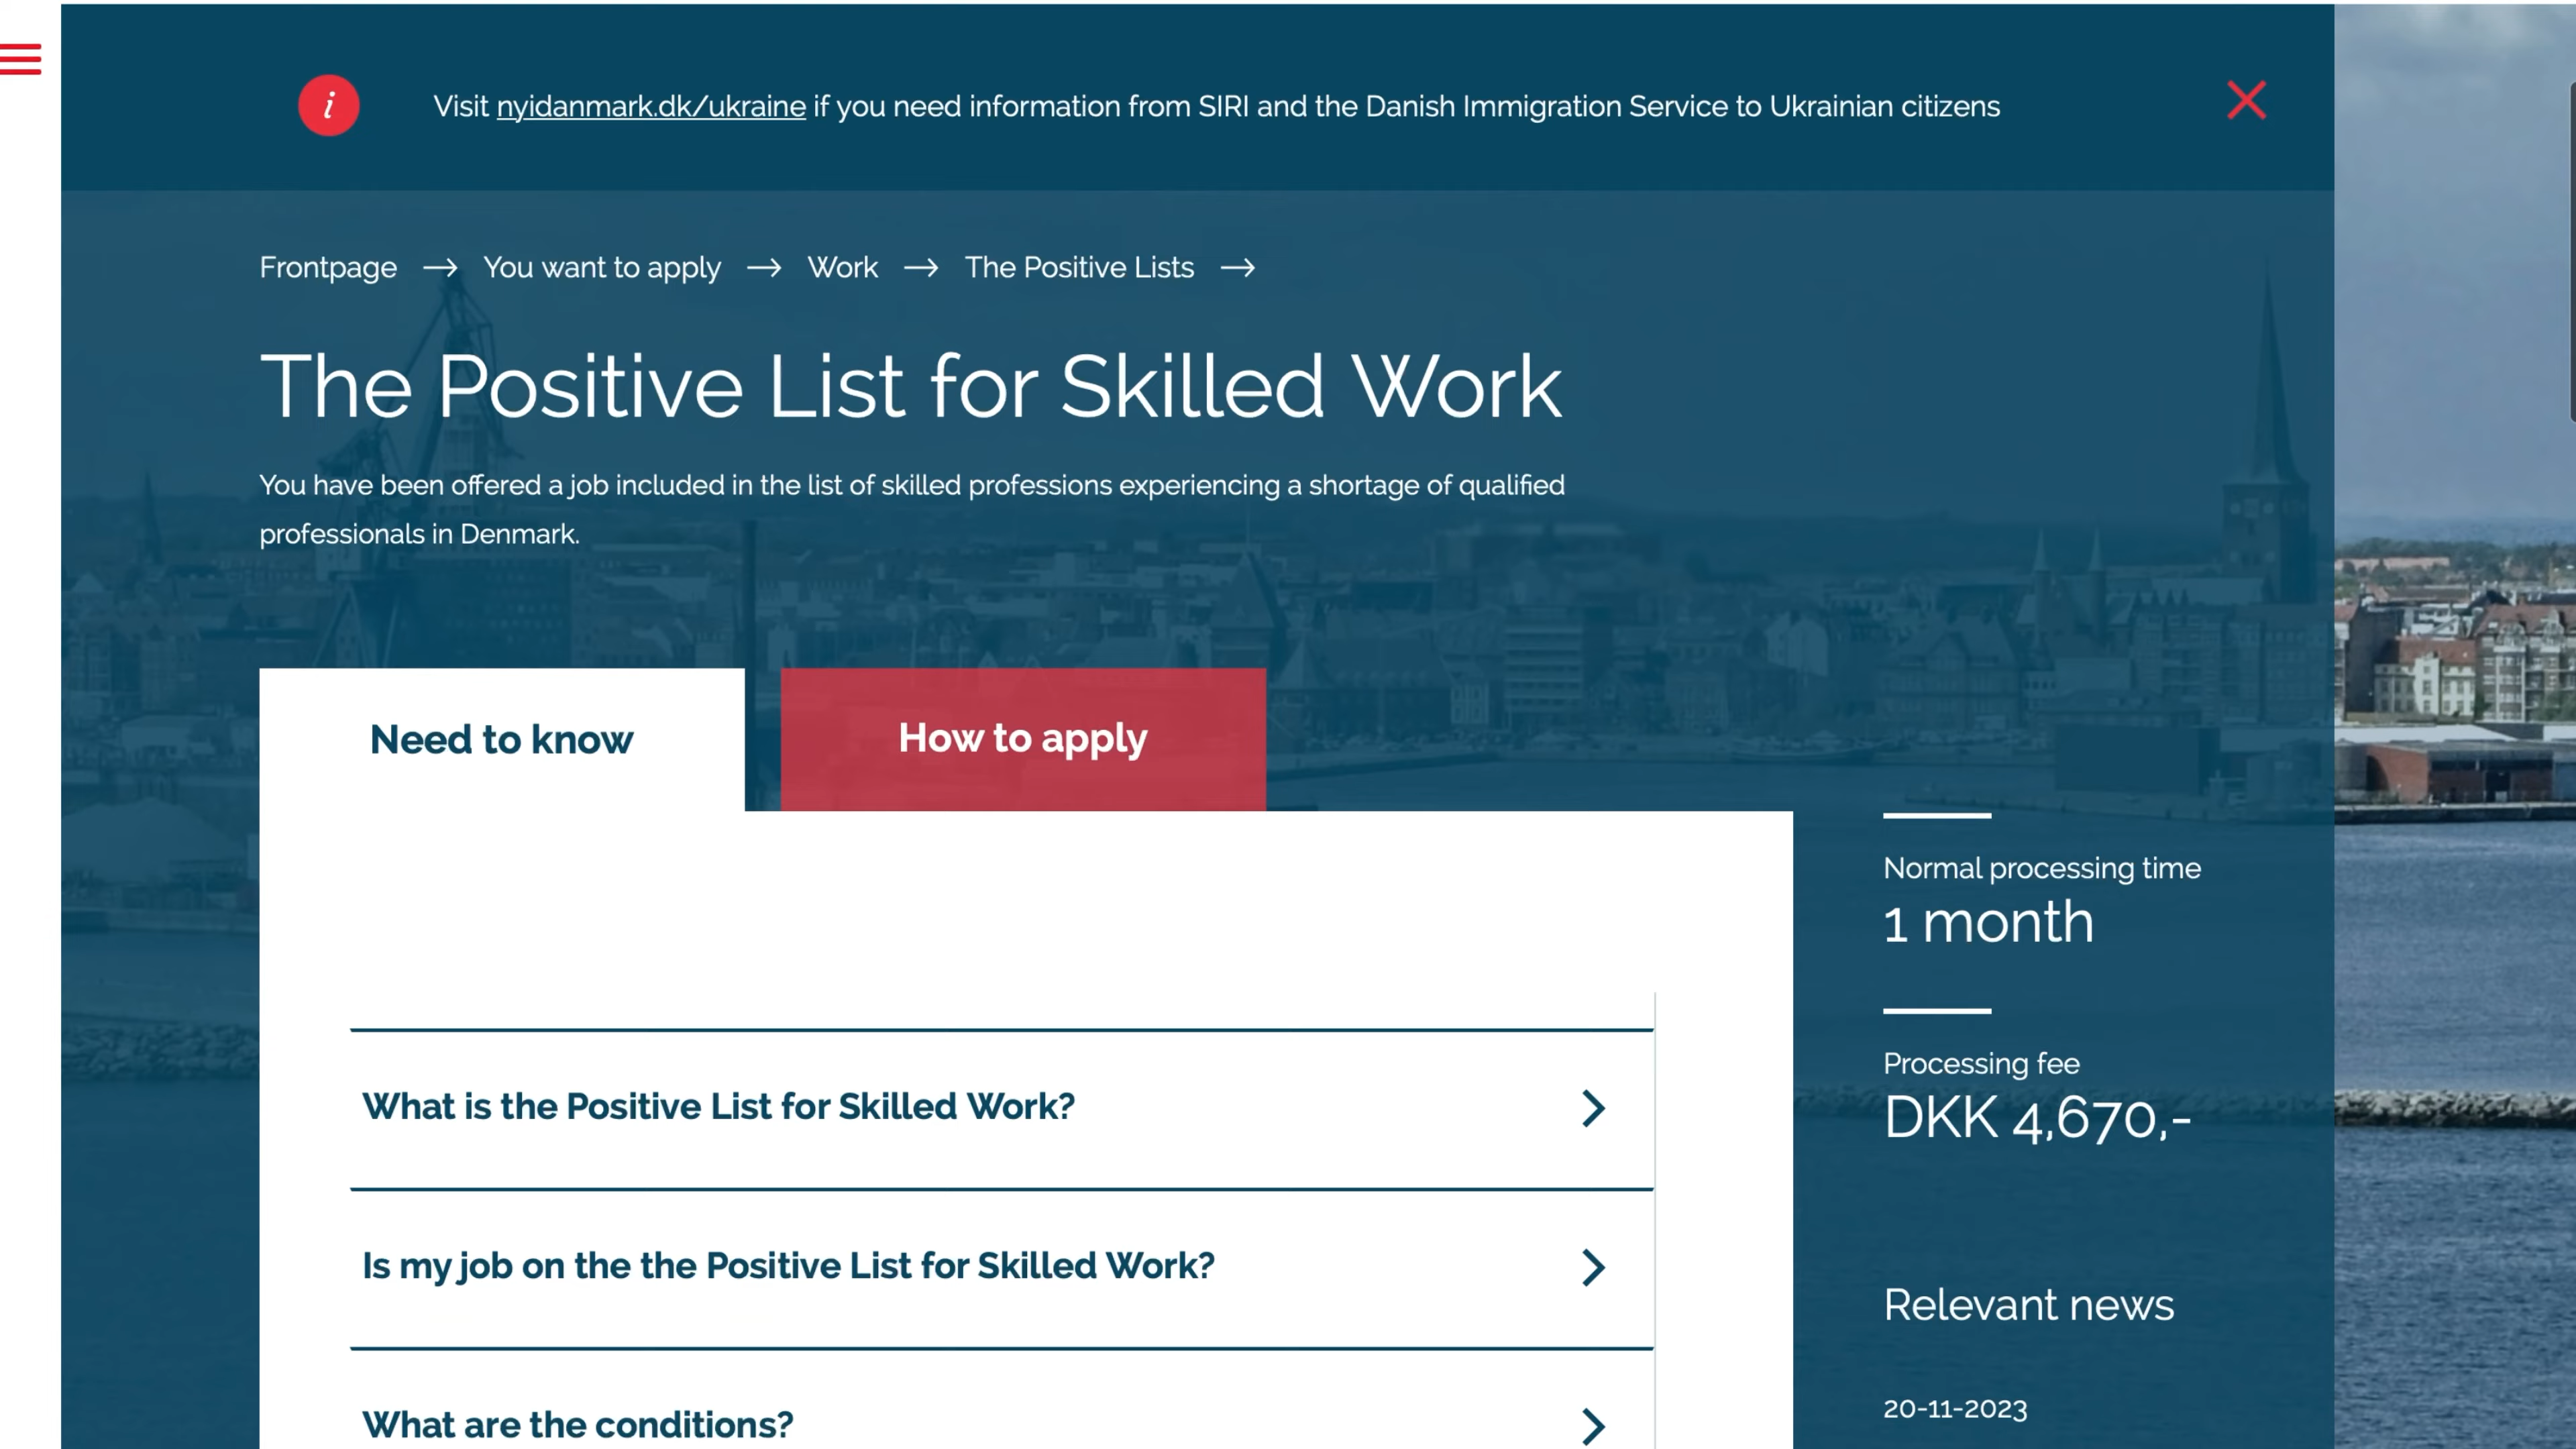 i
Visit nyidanmark.dk/ukraine if you need information from SIRI and the Danish Immigration Service to Ukrainian citizens
Frontpage → You want to apply → Work → The Positive Lists →
The Positive List for Skilled Work
You have been offered a job included in the list of skilled professions experiencing a shortage of qualified
professionals in Denmark.
Need to know
How to apply
Normal processing time
1 month
Processing fee
DKK 4,670,-
What is the Positive List for Skilled Work?
Is my job on the the Positive List for Skilled Work?
What are the conditions?
Relevant news
20-11-2023